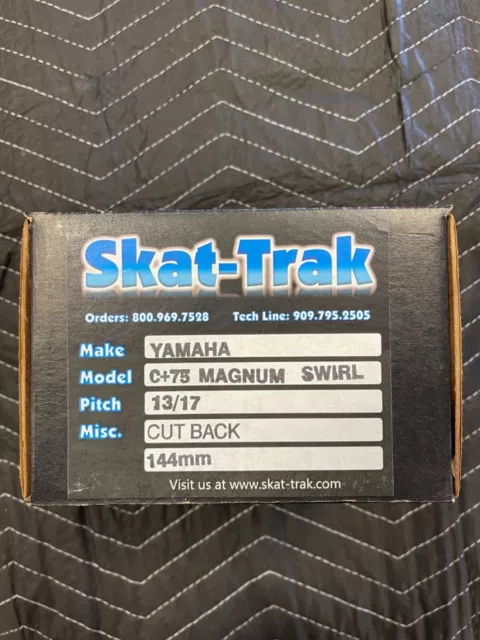 Skat-Trak
Orders: 800.969.7528 Tech Line: 909.795.2505
Make YAMAHA
Model C+75 MAGNUM SWIRL
Pitch 13/17
Misc. CUT BACK
144mm
Visit us at www.skat-trak.com